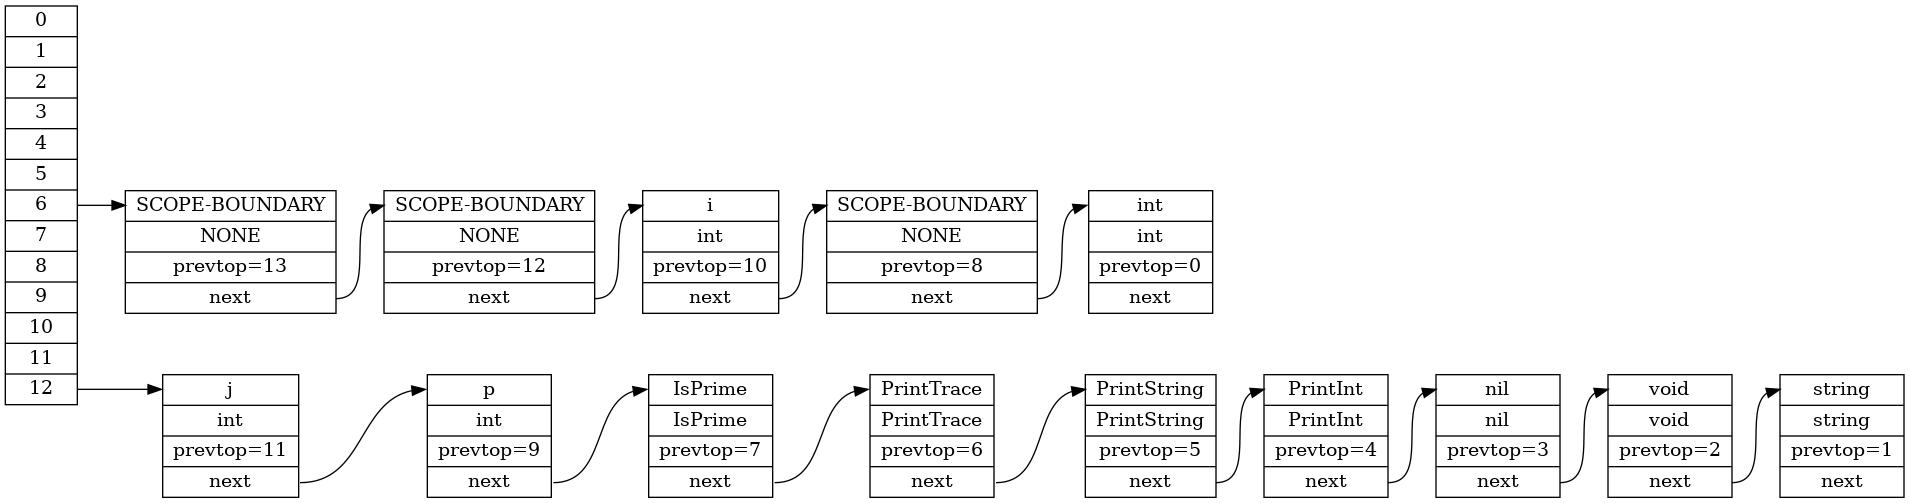 0
1
2
3
4
5
6
7
8
9
10
11
12
SCOPE-BOUNDARY
NONE
prevtop=13
next
SCOPE-BOUNDARY
NONE
prevtop=12
next
i
int
prevtop=10
next
SCOPE-BOUNDARY
NONE
prevtop=8
next
int
int
prevtop=0
next
j
int
prevtop=11
next
p
int
prevtop=9
next
IsPrime
IsPrime
prevtop=7
next
PrintTrace
PrintTrace
prevtop=6
next
PrintString
PrintString
prevtop=5
next
PrintInt
PrintInt
prevtop=4
next
nil
nil
prevtop=3
next
void
void
prevtop=2
next
string
string
prevtop=1
next